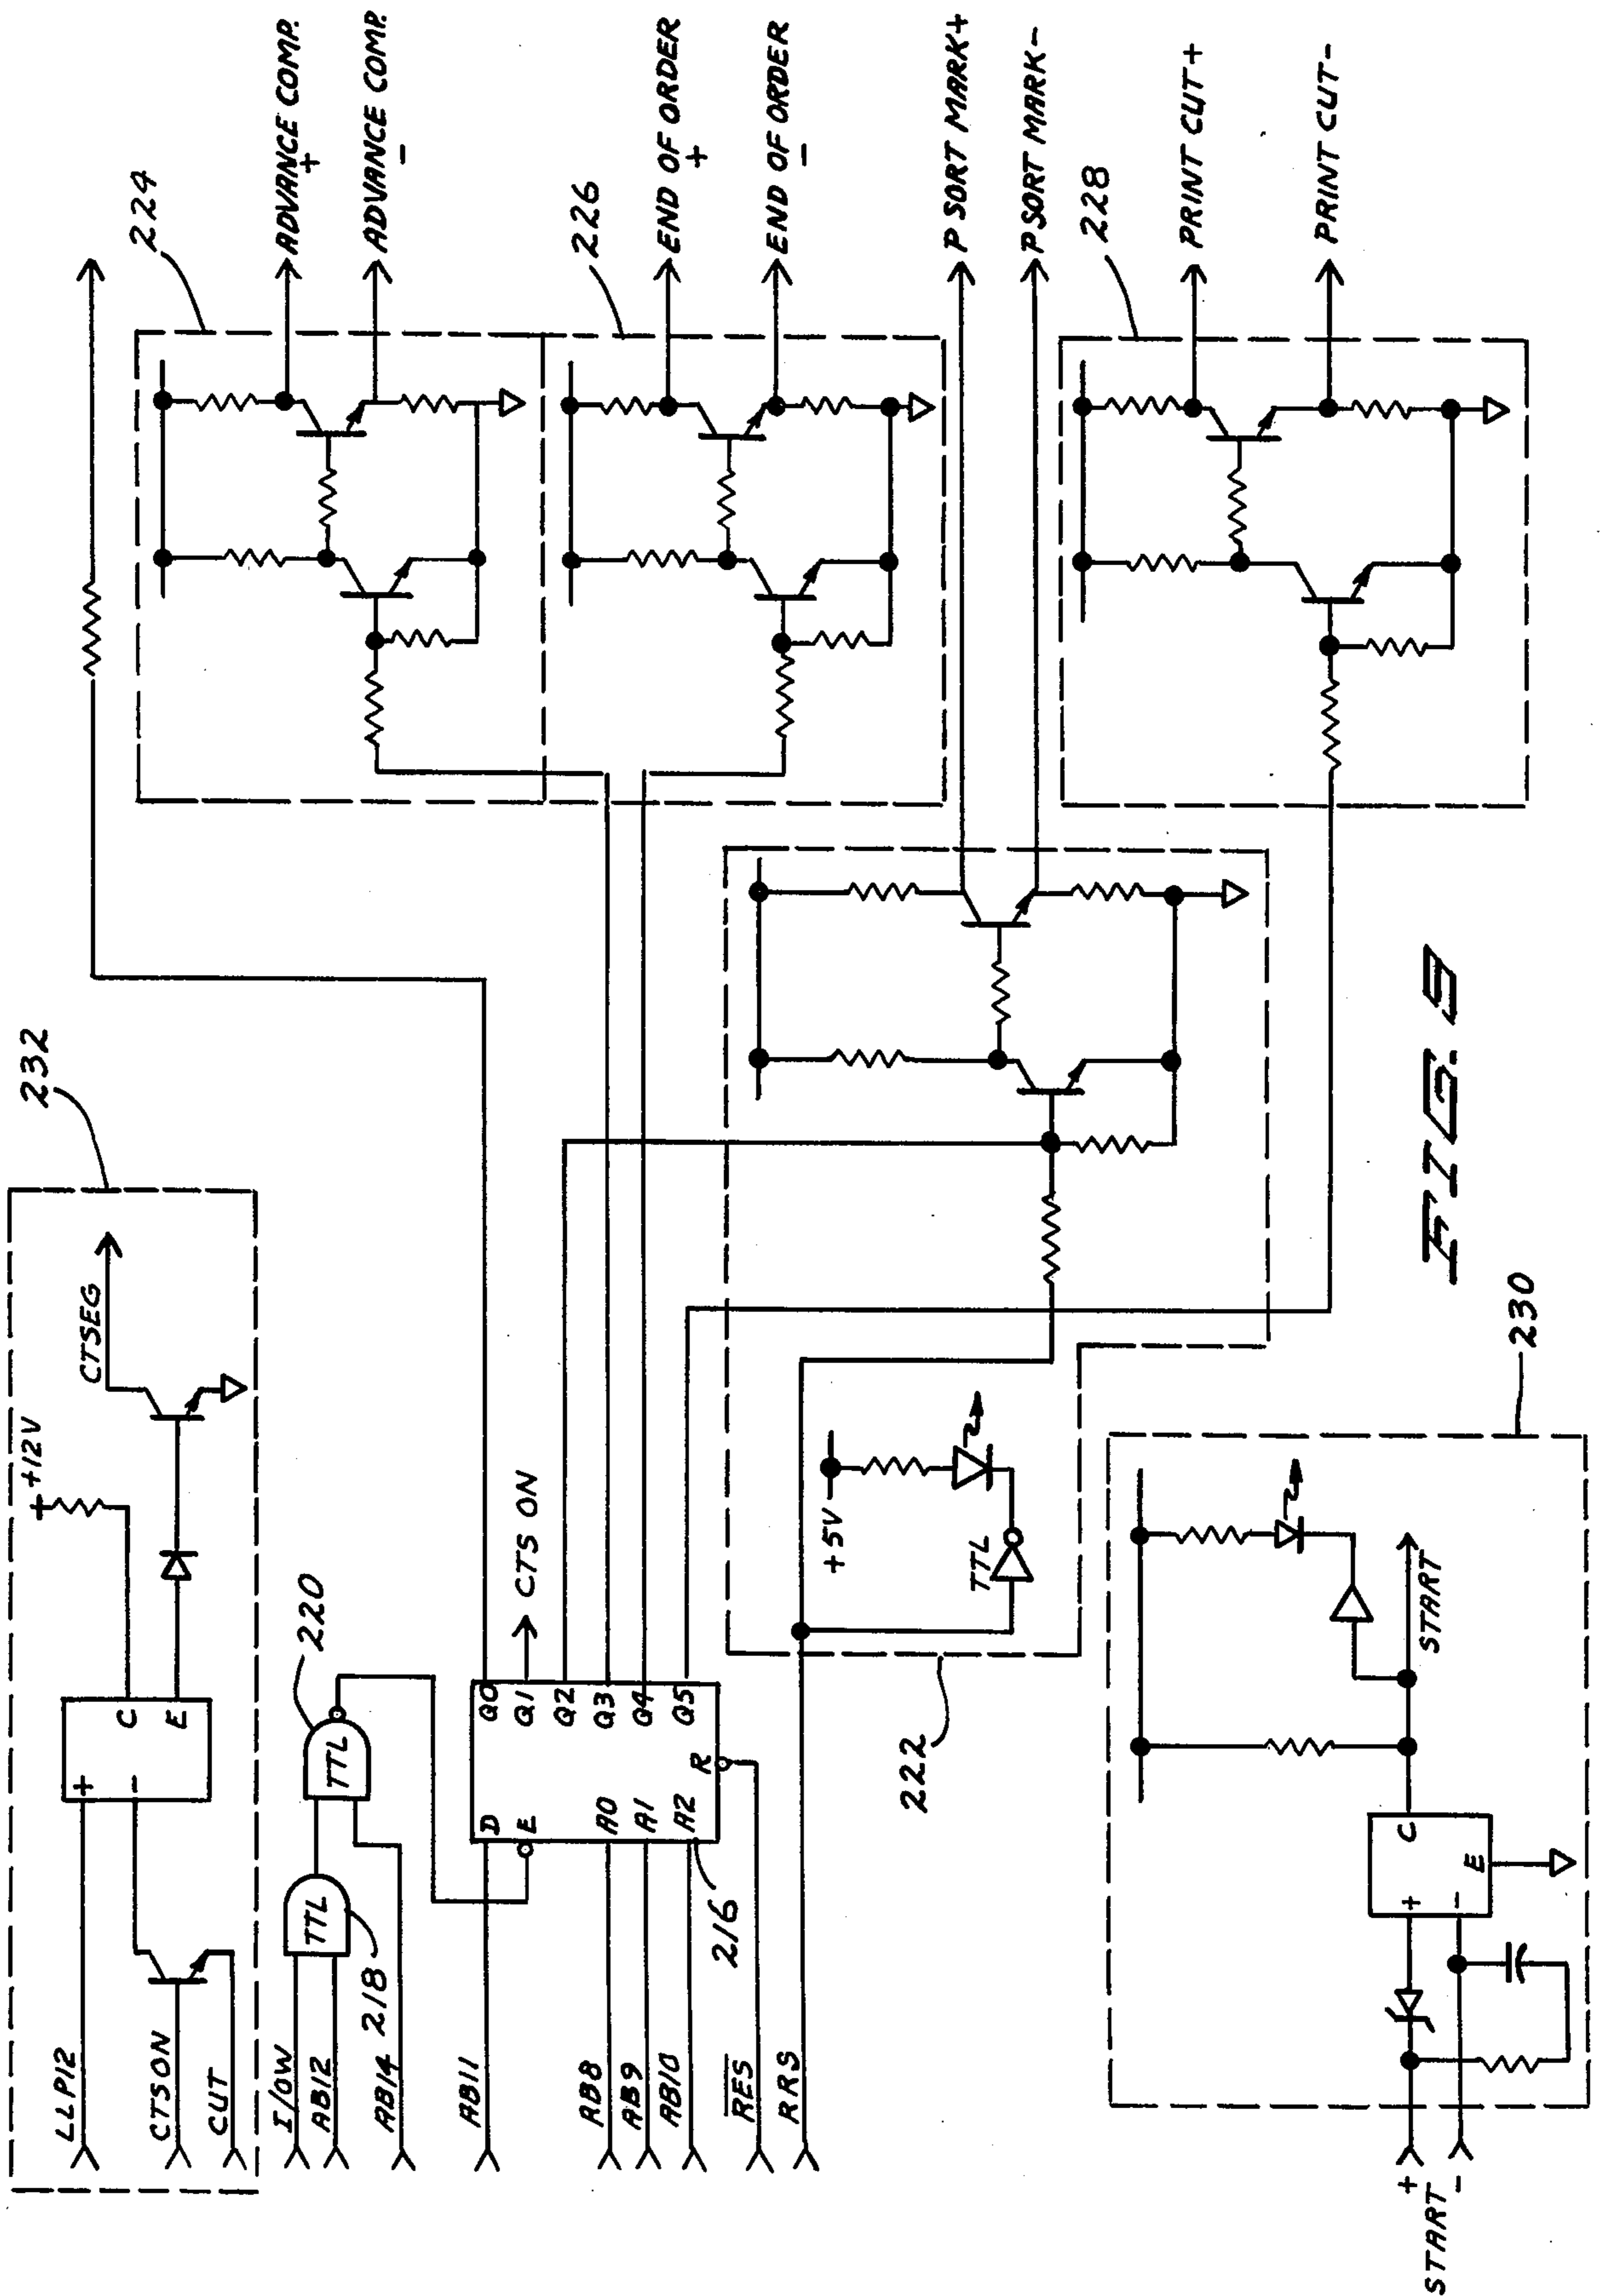 232
CTSEG
+12V
C
E
+
-
LLP12
CTSON
CUT
220
TTL
TTL
218
I/OW
AB12
AB14
AB11
AB8
AB9
AB10
RES
RRS
D
E
A0
A1
A2
R
Q0
Q1
Q2
Q3
Q4
Q5
216
CTS ON
224
ADVANCE COMP.
+
ADVANCE COMP.
-
226
END OF ORDER
+
END OF ORDER
-
P SORT MARK+
P SORT MARK-
228
PRINT CUT+
PRINT CUT-
+5V
TTL
222
230
START
C
E
+
-
+
START
-
FIG. 9